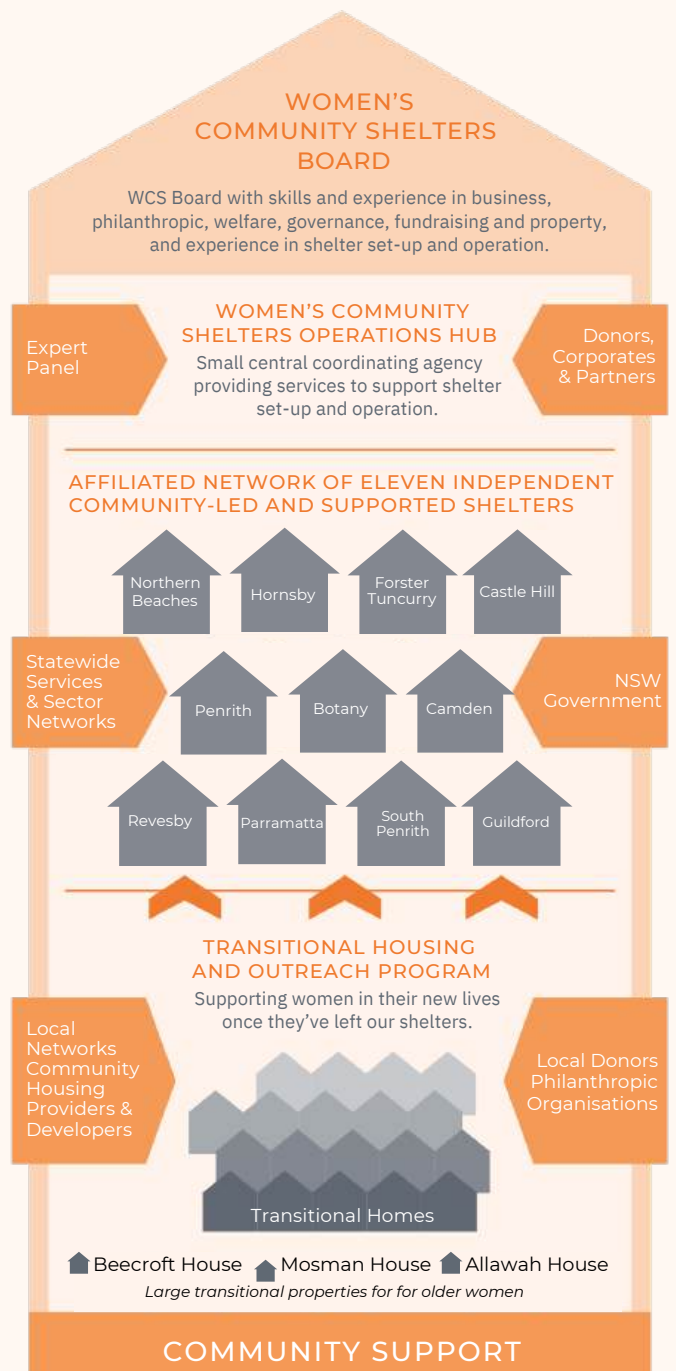 WOMEN'S
COMMUNITY SHELTERS
BOARD
WCS Board with skills and experience in business,
philanthropic, welfare, governance, fundraising and property,
and experience in shelter set-up and operation.
Expert
Panel
WOMEN'S COMMUNITY
SHELTERS OPERATIONS HUB
Small central coordinating agency
providing services to support shelter
set-up and operation.
Donors,
Corporates
& Partners
AFFILIATED NETWORK OF ELEVEN INDEPENDENT
COMMUNITY-LED AND SUPPORTED SHELTERS
Northern
Beaches
Hornsby
Forster
Tuncurry
Castle Hill
Statewide
Services
& Sector
Networks
Penrith
Botany
Camden
NSW
Government
Revesby
Parramatta
South
Penrith
Guildford
TRANSITIONAL HOUSING
AND OUTREACH PROGRAM
Supporting women in their new lives
once they've left our shelters.
Local
Networks
Community
Housing
Providers &
Developers
Local Donors
Philanthropic
Organisations
Transitional Homes
Beecroft House Mosman House Allawah House
Large transitional properties for for older women
COMMUNITY SUPPORT